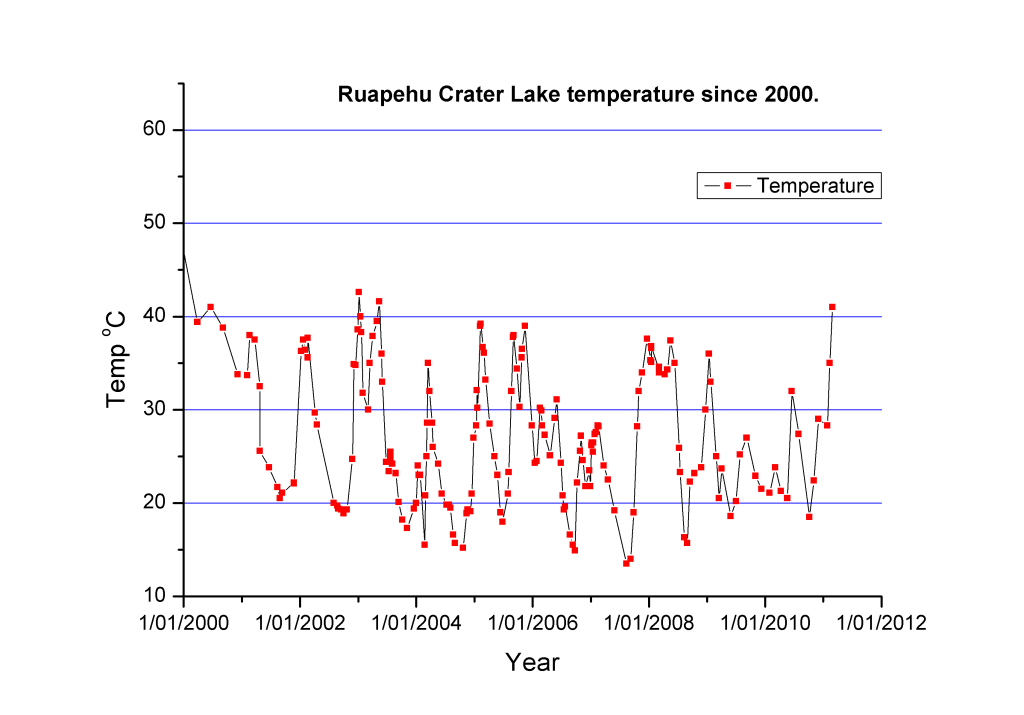 Ruapehu Crater Lake temperature since 2000.
Temperature
60
50
40
30
20
10
Temp °C
1/01/2000 1/01/2002 1/01/2004 1/01/2006 1/01/2008 1/01/2010 1/01/2012
Year